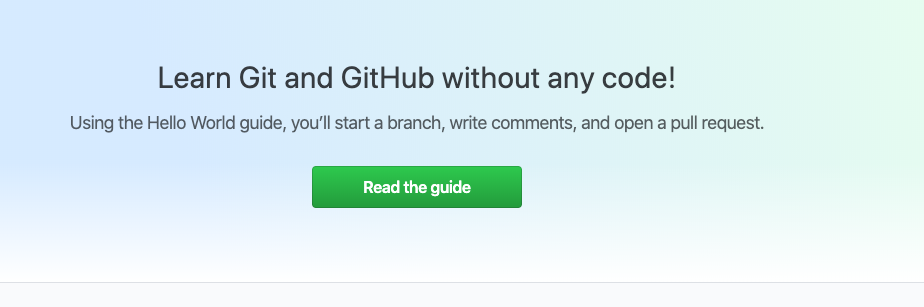 Learn Git and GitHub without any code!
Using the Hello World guide, you’ll start a branch, write comments, and open a pull request.
Read the guide